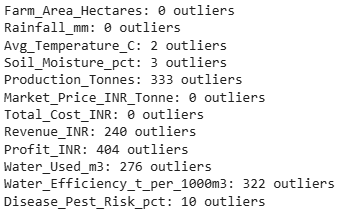 Farm_Area_Hectares: 0 outliers
Rainfall_mm: 0 outliers
Avg_Temperature_C: 2 outliers
Soil_Moisture_pct: 3 outliers
Production_Tonnes: 333 outliers
Market_Price_INR_Tonne: 0 outliers
Total_Cost_INR: 0 outliers
Revenue_INR: 240 outliers
Profit_INR: 404 outliers
Water_Used_m3: 276 outliers
Water_Efficiency_t_per_1000m3: 322 outliers
Disease_Pest_Risk_pct: 10 outliers